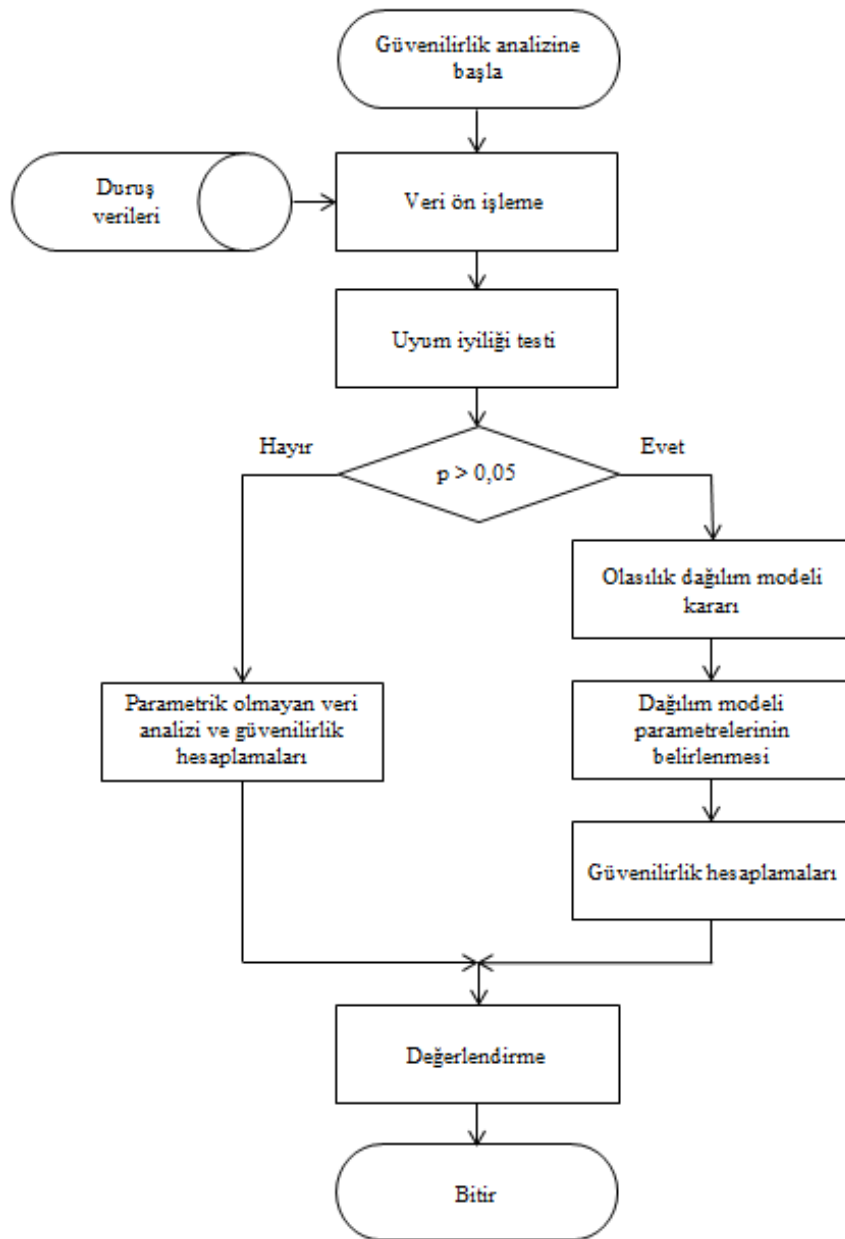 Güvenilirlik analizine
başla
Duruş
verileri
Veri ön işleme
Uyum iyiliği testi
Hayır
Evet
p > 0,05
Olasılık dağılım modeli
kararı
Parametrik olmayan veri
analizi ve güvenilirlik
hesaplamaları
Dağılım modeli
parametrelerinin
belirlenmesi
Güvenilirlik hesaplamaları
Değerlendirme
Bitir